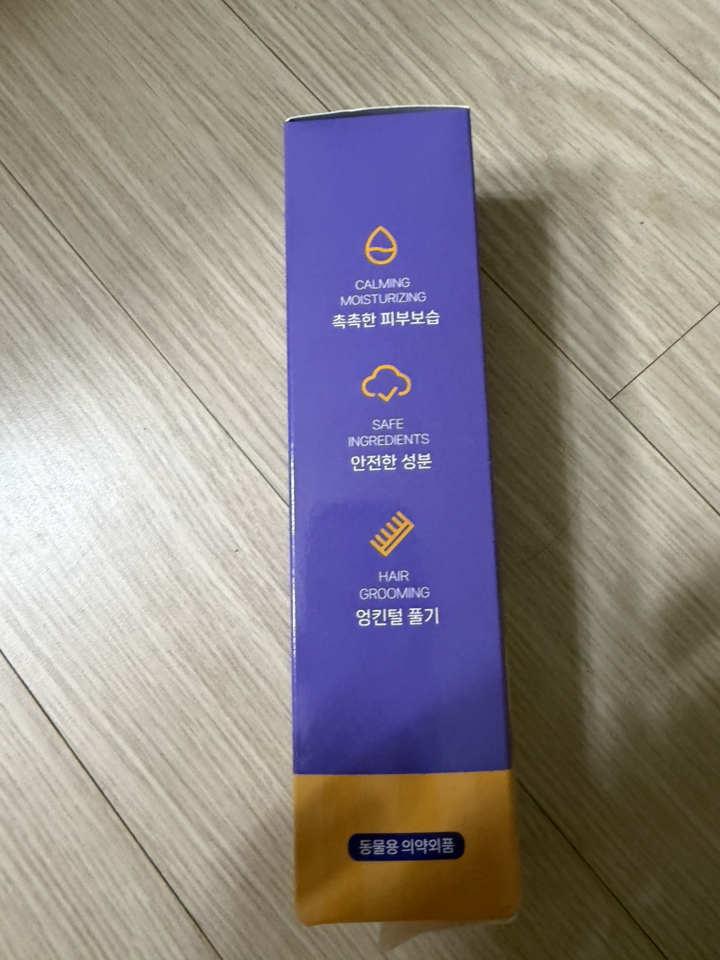 CALMING
MOISTURIZING
촉촉한 피부보습
SAFE
INGREDIENTS
안전한 성분
HAIR
GROOMING
엉킨털 풀기
동물용 의약외품